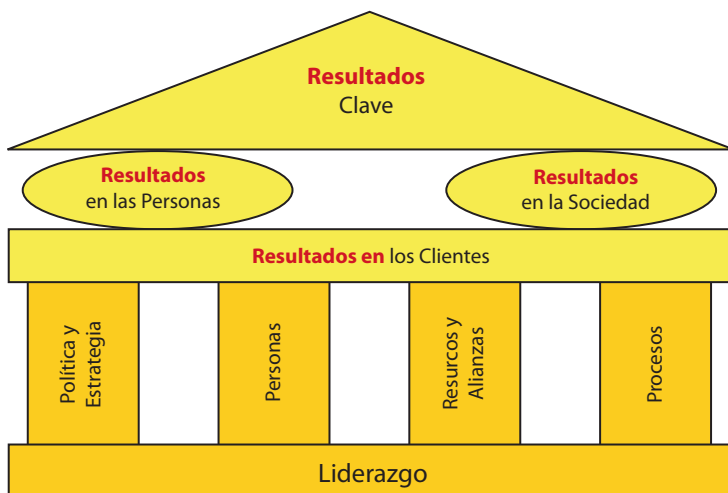 Resultados
Clave
Resultados
en las Personas
Resultados
en la Sociedad
Resultados en los Clientes
Política y
Estrategia
Personas
Resurcos y
Alianzas
Procesos
Liderazgo